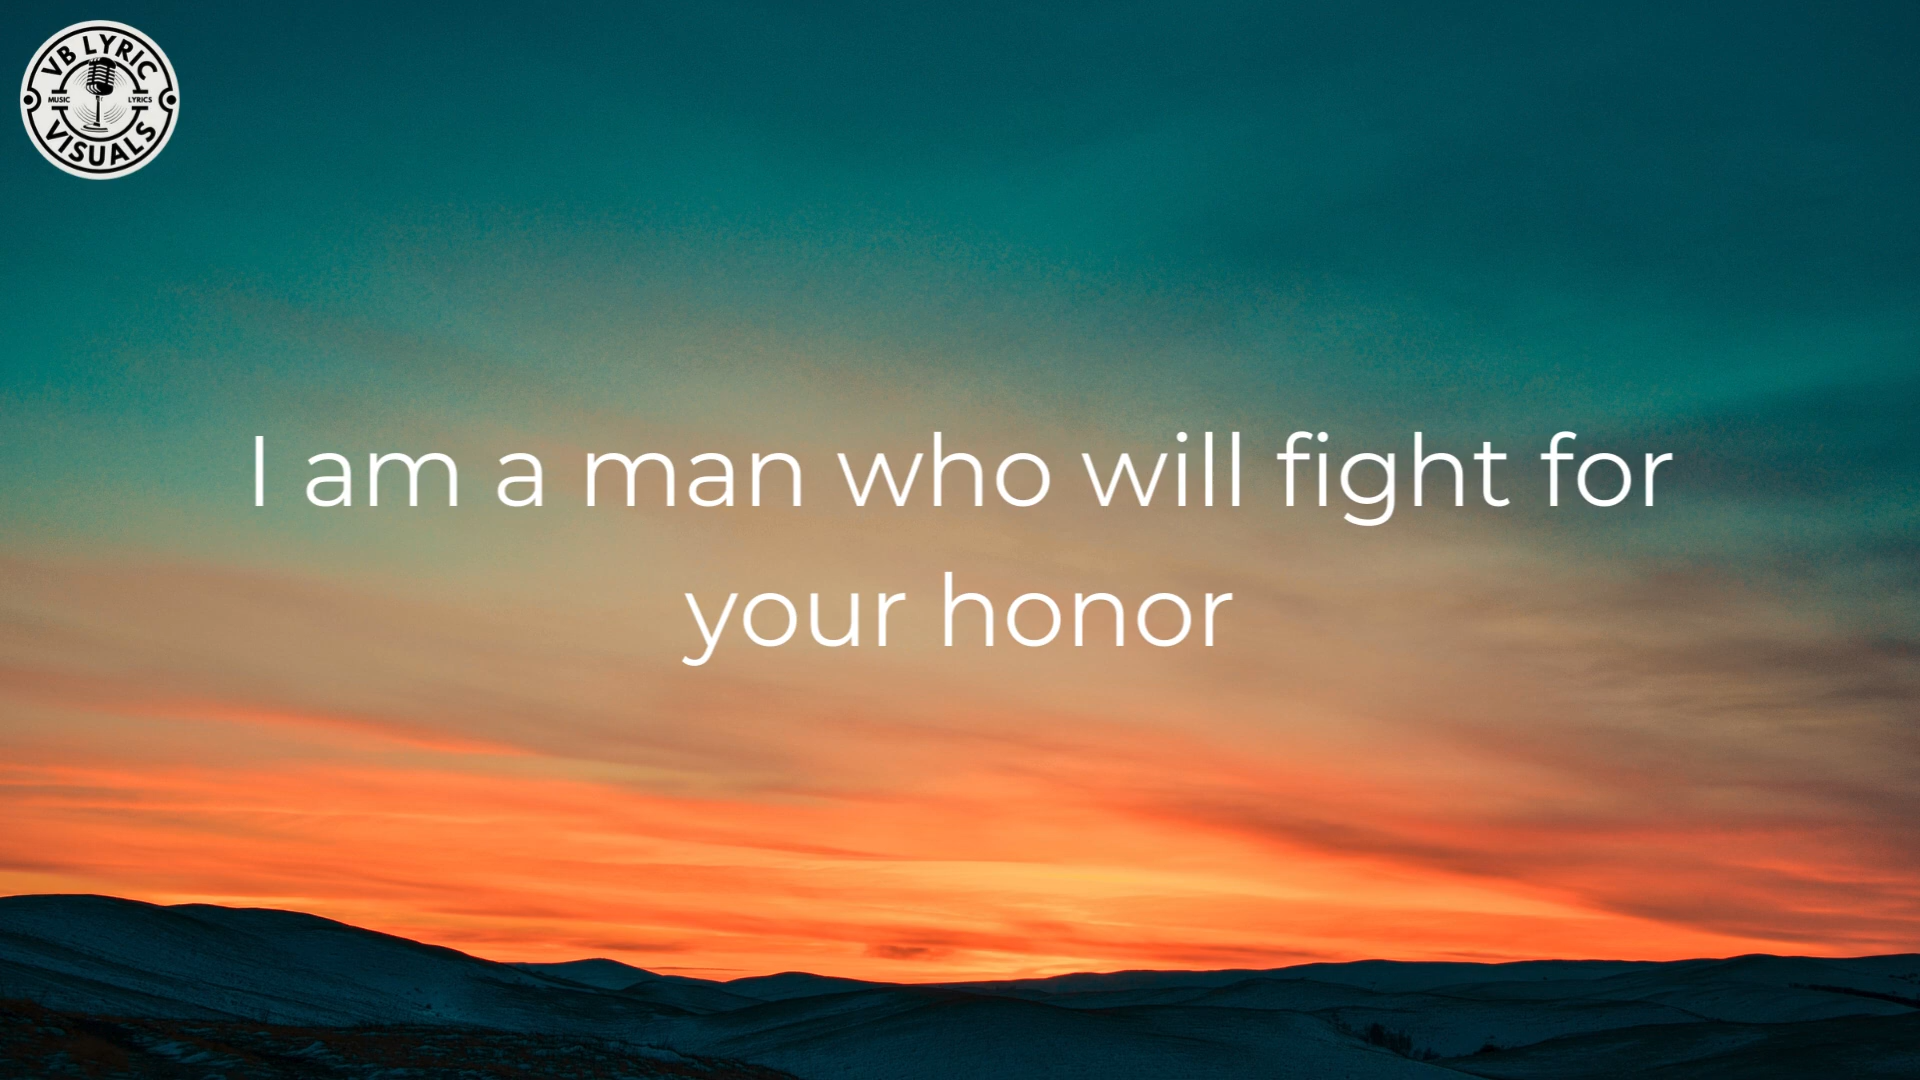 VB LYRIC
MUSIC LYRICS
VISUALS
I am a man who will fight for
your honor